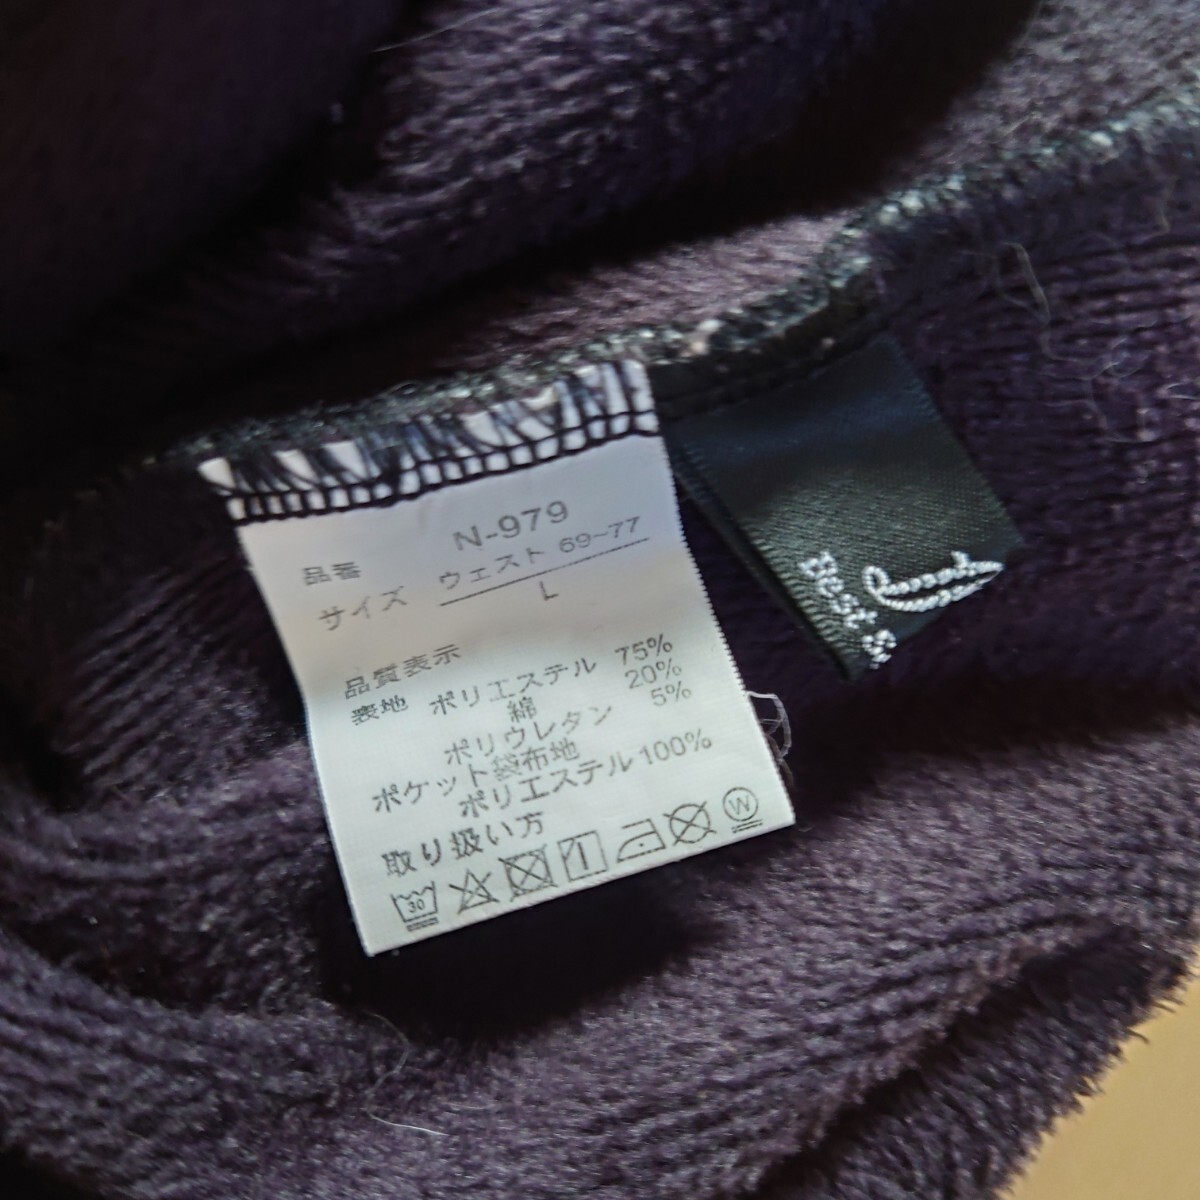 品番 N-979
サイズ ウェスト 69~77
L
品質表示
表地 ポリエステル 75%
綿 20%
ポリウレタン 5%
ポケット袋布地
ポリエステル100%
取り扱い方
30 W
Best